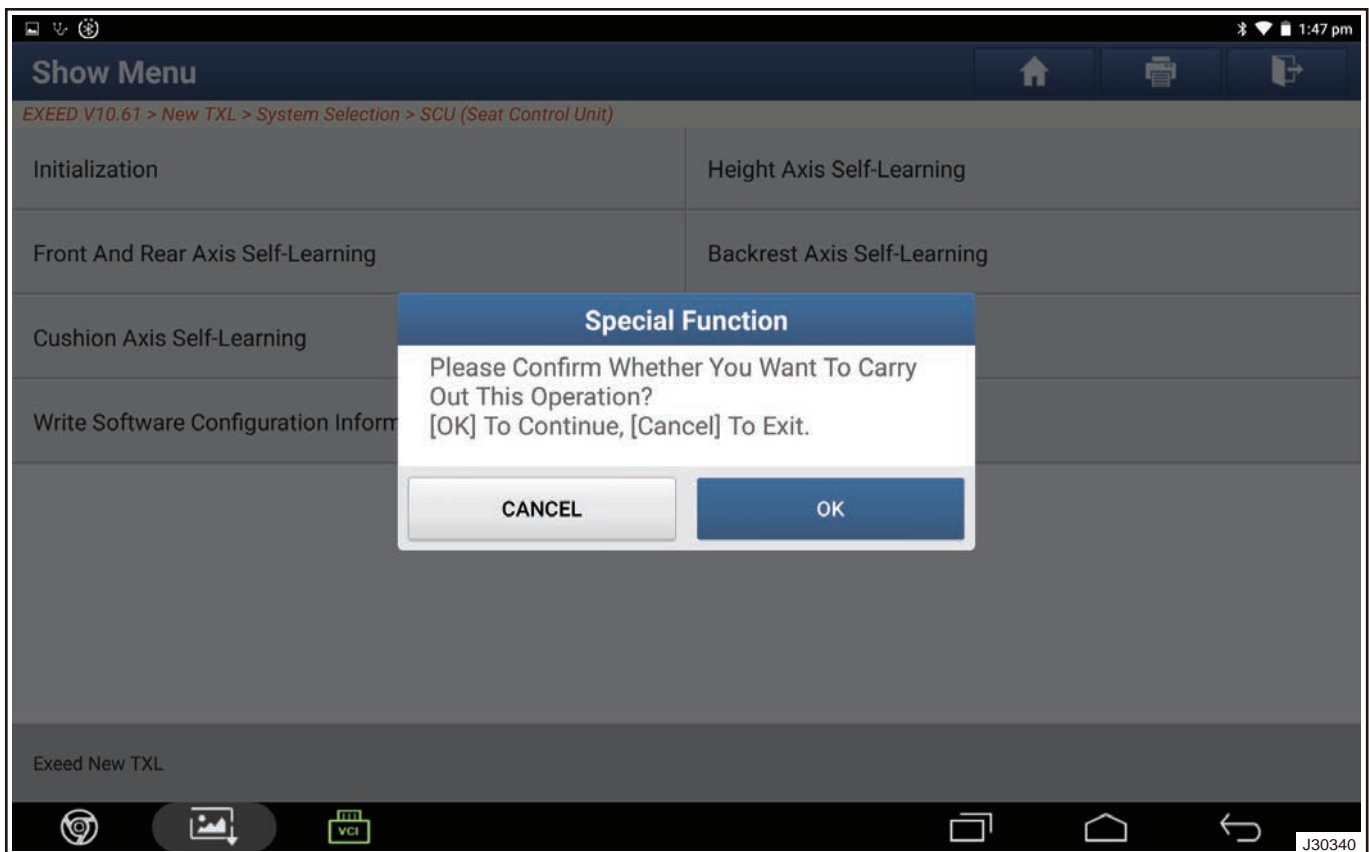 1:47 pm
Show Menu
EXEED V10.61 > New TXL > System Selection > SCU (Seat Control Unit)
Initialization
Height Axis Self-Learning
Front And Rear Axis Self-Learning
Backrest Axis Self-Learning
Cushion Axis Self-Learning
Write Software Configuration
Special Function
Please Confirm Whether You Want To Carry
Out This Operation?
[OK] To Continue, [Cancel] To Exit.
CANCEL
OK
Exeed New TXL
VCI
J30340